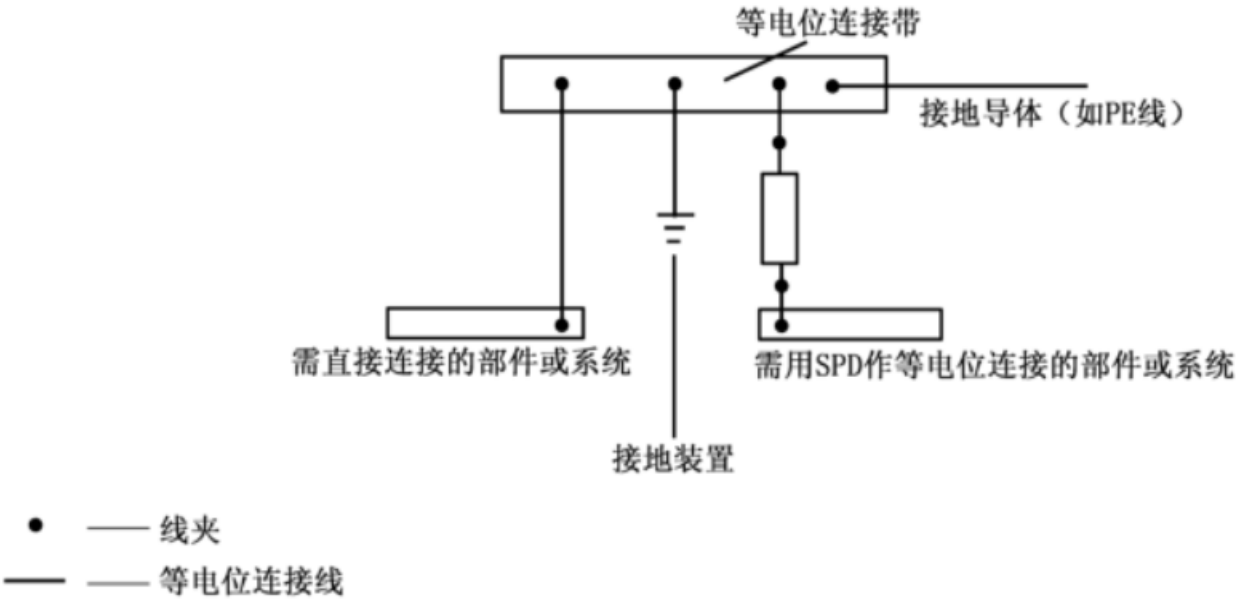 等电位连接带
接地导体（如PE线）
需直接连接的部件或系统
需用SPD作等电位连接的部件或系统
接地装置
线夹
等电位连接线